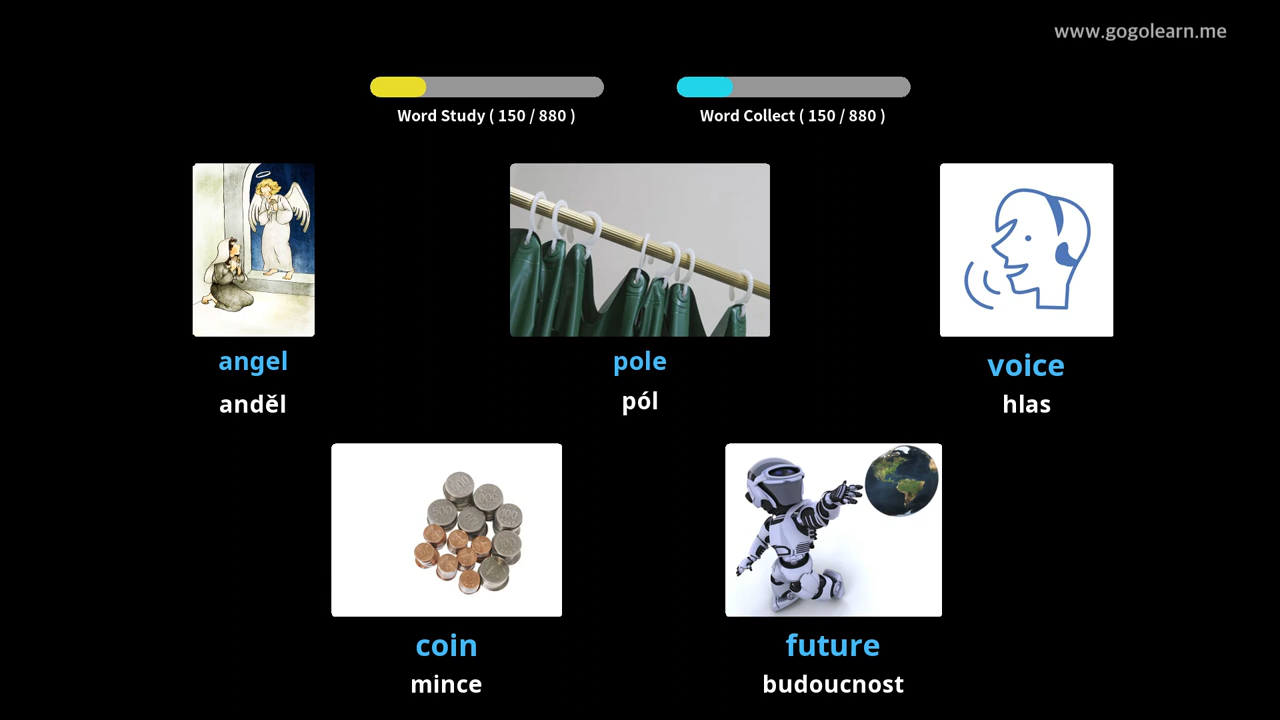 www.gogolearn.me
Word Study ( 150 / 880 )
Word Collect ( 150 / 880 )
angel
anděl
pole
pól
voice
hlas
coin
mince
future
budoucnost